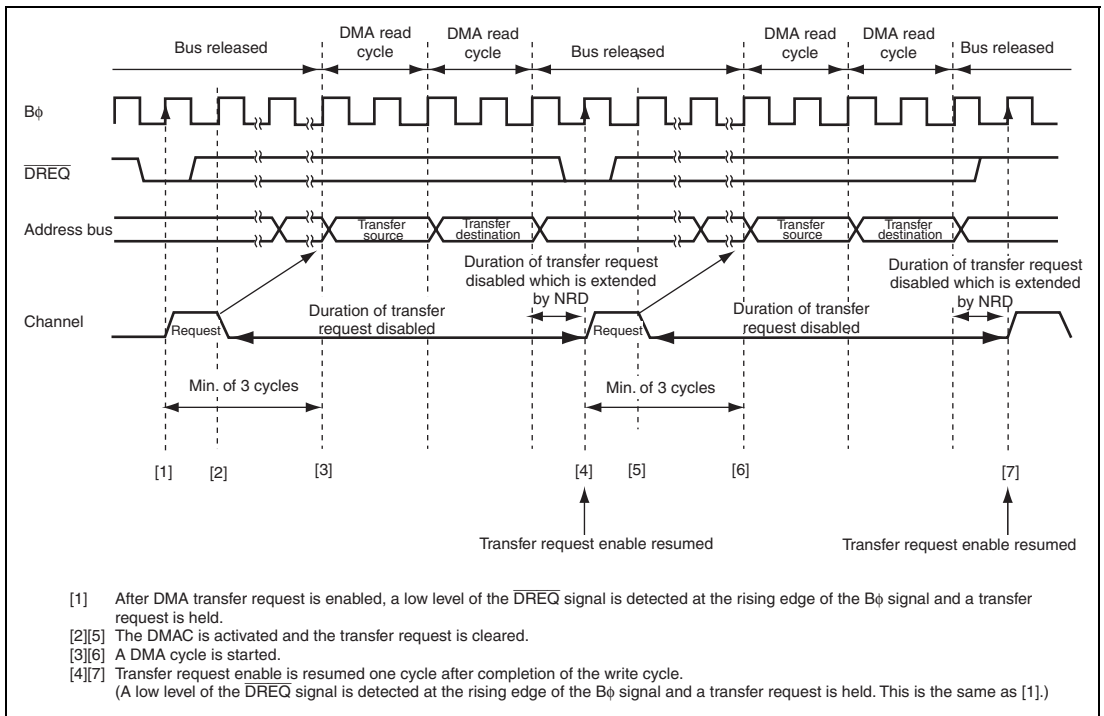 Bus released
DMA read cycle
DMA read cycle
Bus released
DMA read cycle
DMA read cycle
Bus released
Bφ
DREQ
Address bus
Transfer source
Transfer destination
Transfer source
Transfer destination
Duration of transfer request disabled which is extended by NRD
Duration of transfer request disabled which is extended by NRD
Channel
Request
Duration of transfer request disabled
Request
Duration of transfer request disabled
Min. of 3 cycles
Min. of 3 cycles
[1]
[2]
[3]
[4]
[5]
[6]
[7]
Transfer request enable resumed
Transfer request enable resumed
[1] After DMA transfer request is enabled, a low level of the DREQ signal is detected at the rising edge of the Bφ signal and a transfer
request is held.
[2][5] The DMAC is activated and the transfer request is cleared.
[3][6] A DMA cycle is started.
[4][7] Transfer request enable is resumed one cycle after completion of the write cycle.
(A low level of the DREQ signal is detected at the rising edge of the Bφ signal and a transfer request is held. This is the same as [1].)